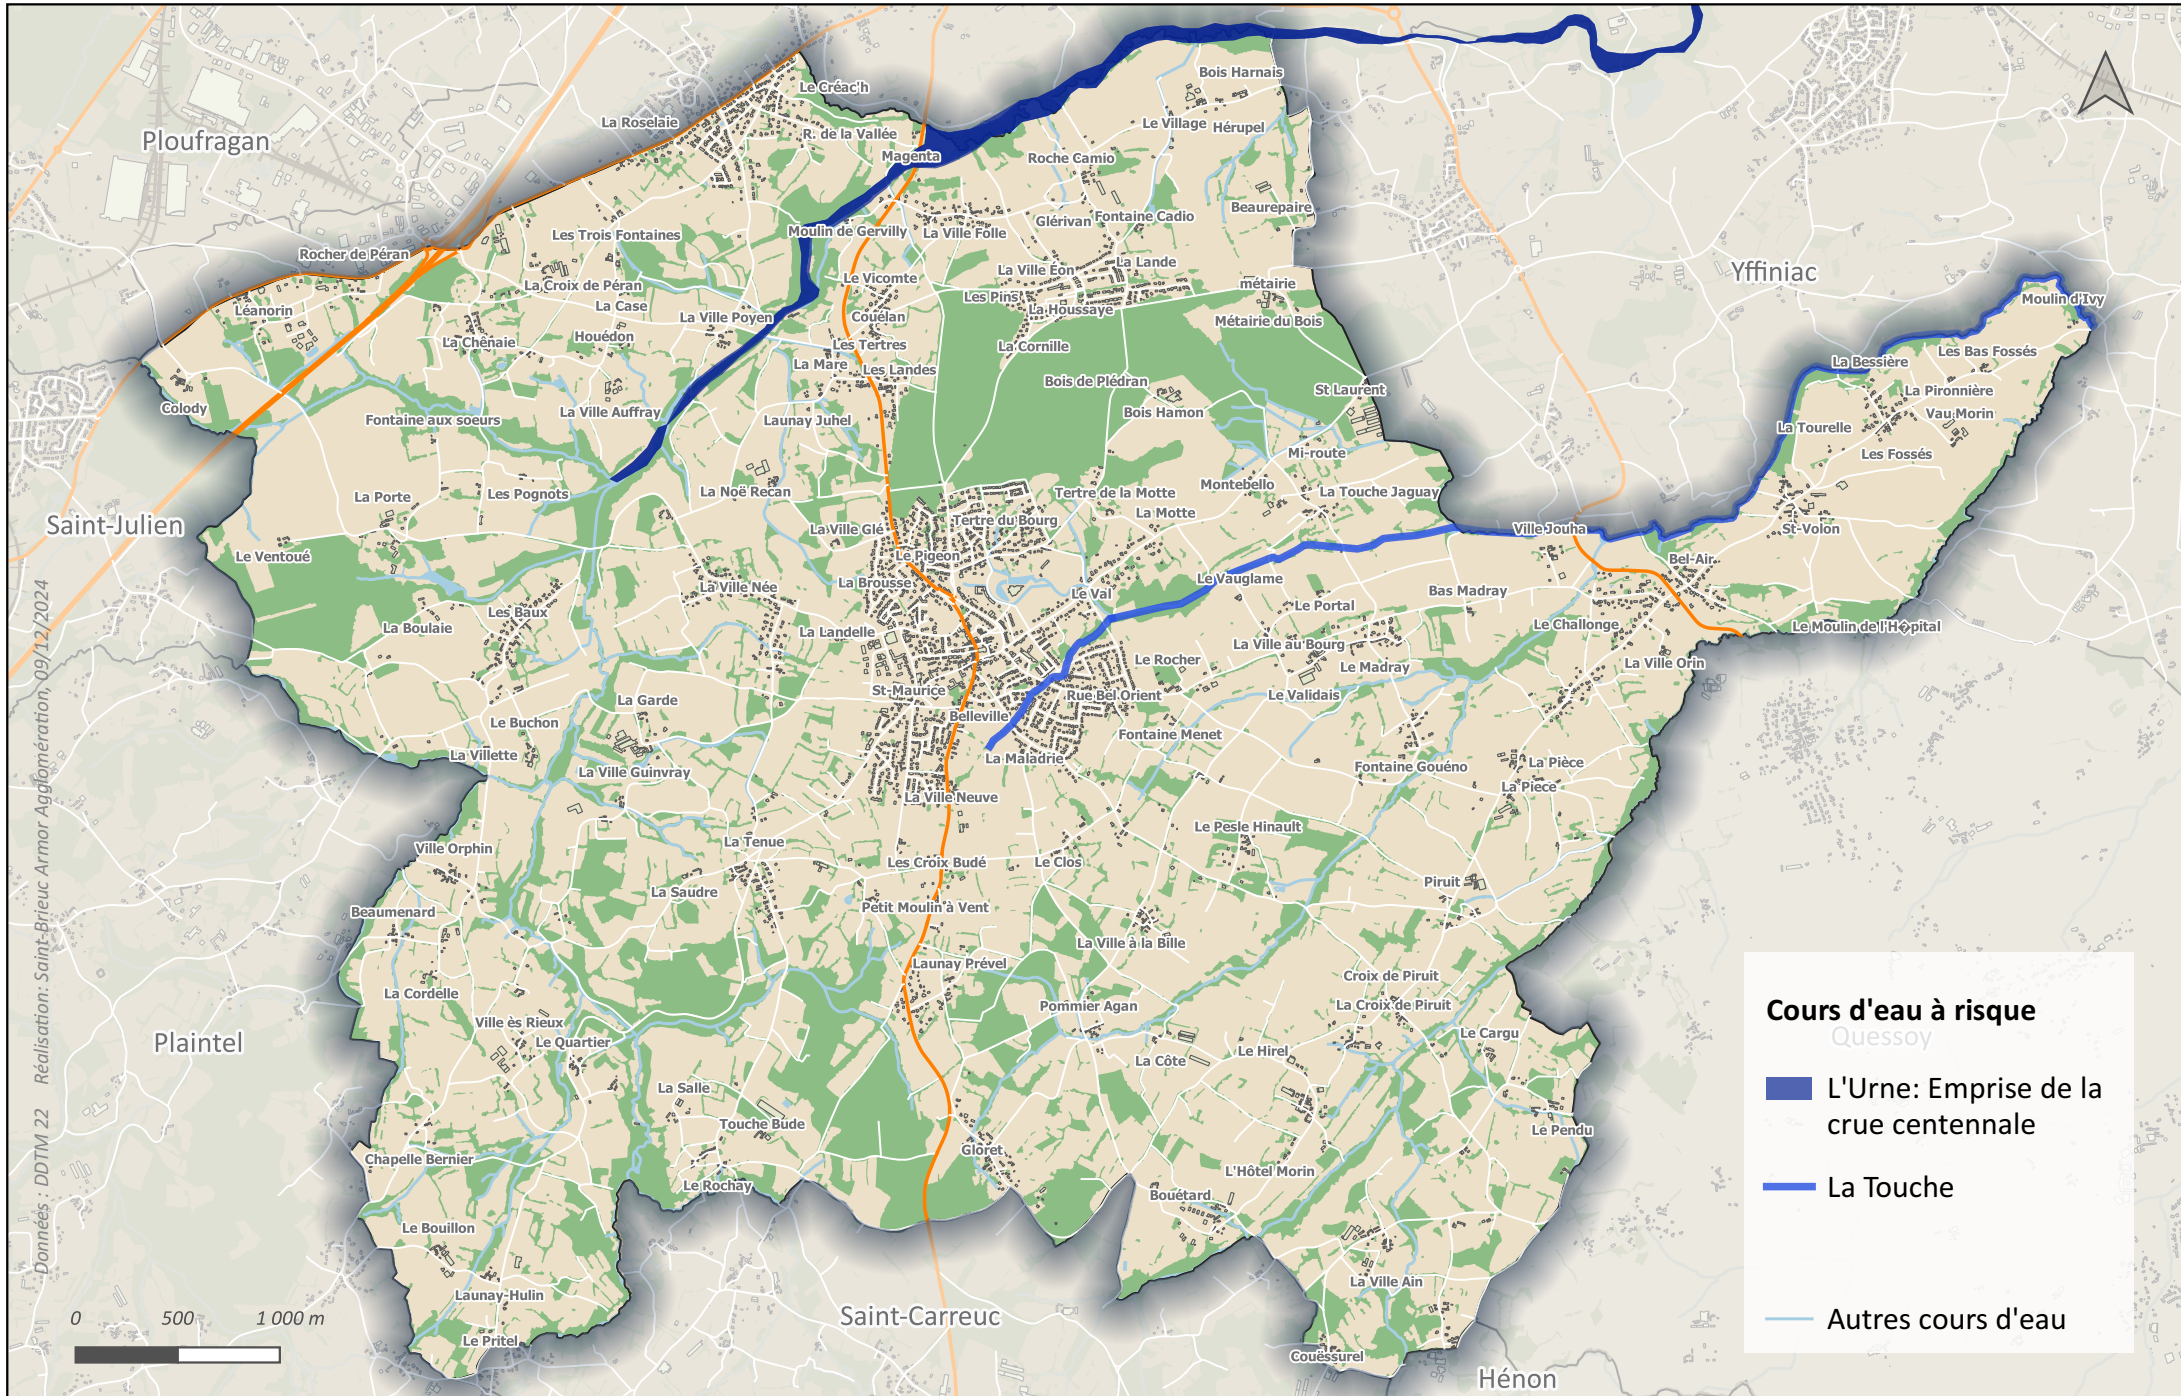 Le Créac'h
Bois Harnais
La Roselaie
Le Village
Hérupel
R. de la Vallée
Ploufragan
Magenta
Roche Camio
Beaurepaire
Fontaine Cadio
Glérivan
Moulin de Gervilly
La Ville Folle
Les Trois Fontaines
Rocher de Péran
La Lande
La Ville Éon
Yffiniac
Le Vicomte
métairie
La Croix de Péran
Les Pins
Moulin d'Ivy
La Case
La Houssaye
Léanorin
La Ville Poyen
Couëlan
Métairie du Bois
Houédon
La Chênaie
Les Tertres
La Cornille
Les Bas Fossés
La Bessière
La Mare
Les Landes
Bois de Plédran
St Laurent
La Pironnière
Colody
La Ville Auffray
Bois Hamon
Vau Morin
Fontaine aux soeurs
Launay Juhel
La Tourelle
Mi-route
Les Fossés
Montebello
La Porte
Les Pognots
La Noë Recan
Tertre de la Motte
La Touche Jaguay
La Motte
Saint-Julien
Tertre du Bourg
La Ville Glé
Ville Jouha
St-Volon
Le Ventoué
Le Pigeon
Bel-Air
La Brousse
Le Vauglame
La Ville Née
Le Val
Bas Madray
Les Baux
Le Portal
La Boulaie
La Landelle
Le Challonge
Le Moulin de l'H�pital
La Ville au Bourg
Le Rocher
Le Madray
La Ville Orin
St-Maurice
Rue Bel Orient
Le Validais
La Garde
Belleville
Le Buchon
Fontaine Menet
La Villette
La Maladrie
La Ville Guinvray
Fontaine Gouéno
La Pièce
La Piece
La Ville Neuve
Le Pesle Hinault
La Tenue
Ville Orphin
Les Croix Budé
Le Clos
Piruit
La Saudre
Petit Moulin à Vent
Beaumenard
La Ville à la Bille
Launay Prével
Croix de Piruit
La Cordelle
La Croix de Piruit
Pommier Agan
Ville ès Rieux
Le Cargu
Plaintel
Le Quartier
Le Hirel
La Côte
La Salle
Touche Bude
Le Pendu
Gloret
Chapelle Bernier
L'Hôtel Morin
Le Rochay
Bouëtard
Le Bouillon
La Ville Ain
Launay-Hulin
Saint-Carreuc
Le Pritel
Couëssurel
Hénon
Données : DDTM 22 Réalisation: Saint-Brieuc Armor Agglomération, 09/12/2024
0 500 1 000 m
Cours d'eau à risque
Quessoy
L'Urne: Emprise de la
crue centennale
La Touche
Autres cours d'eau